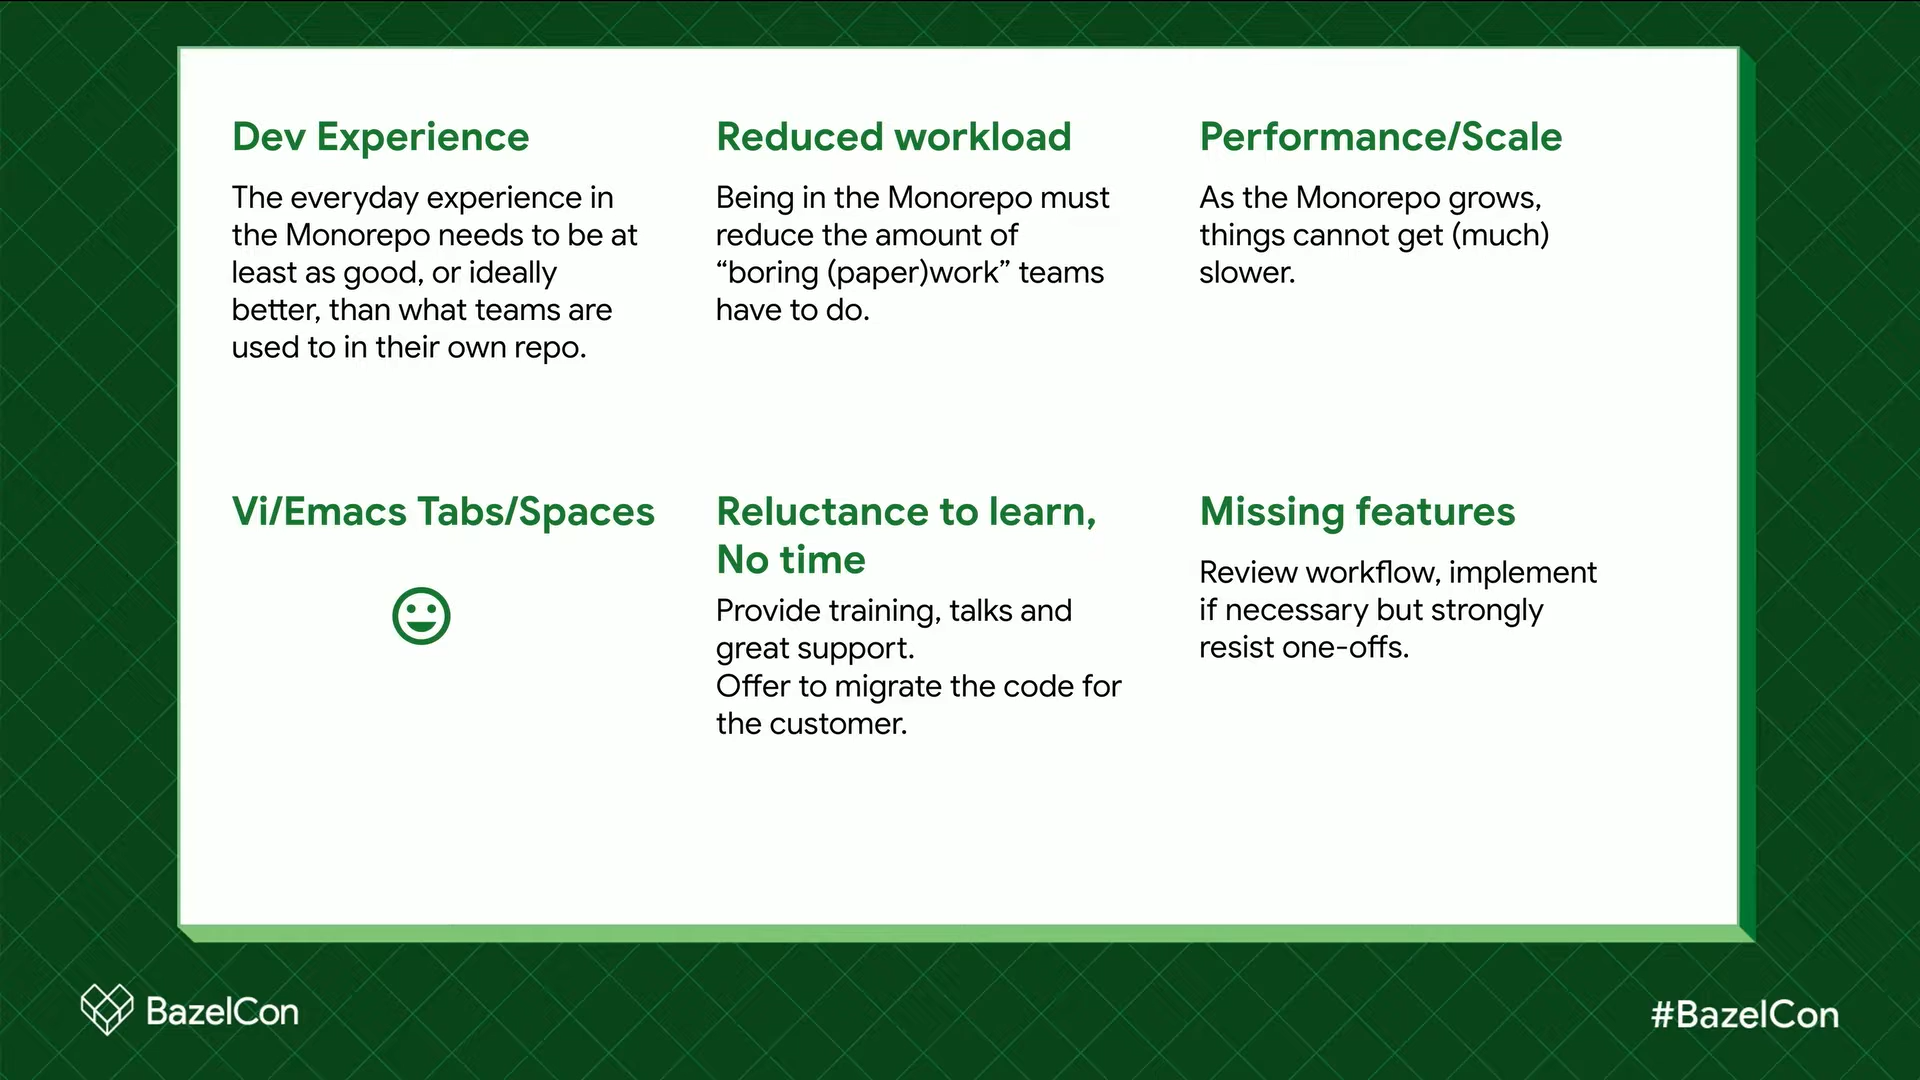 Dev Experience
The everyday experience in
the Monorepo needs to be at
least as good, or ideally
better, than what teams are
used to in their own repo.
Reduced workload
Being in the Monorepo must
reduce the amount of
“boring (paper)work” teams
have to do.
Performance/Scale
As the Monorepo grows,
things cannot get (much)
slower.
Vi/Emacs Tabs/Spaces
Reluctance to learn,
No time
Provide training, talks and
great support.
Offer to migrate the code for
the customer.
Missing features
Review workflow, implement
if necessary but strongly
resist one-offs.
BazelCon
#BazelCon